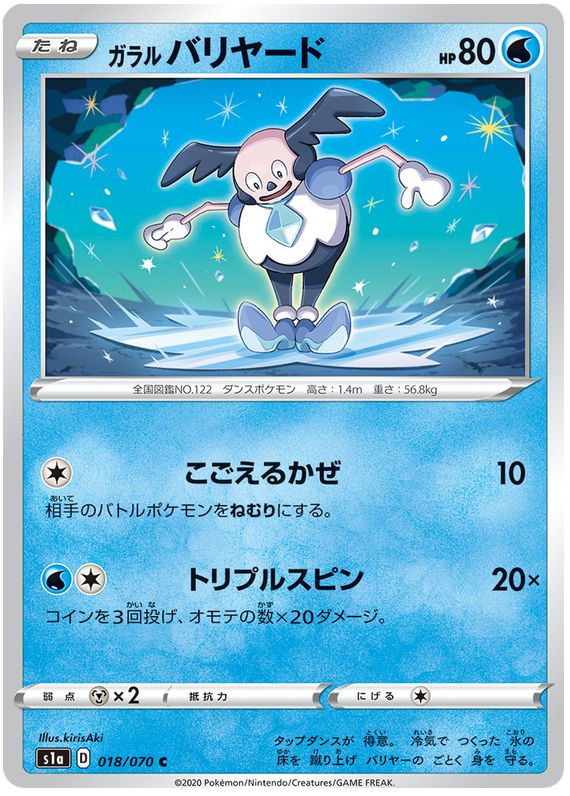 たね ガラル バリヤード HP80
全国図鑑NO.122 ダンスポケモン 高さ：1.4m 重さ：56.8kg
こごえるかぜ 10
相手のバトルポケモンをねむりにする。
トリプルスピン 20×
コインを3回投げ、オモテの数×20ダメージ。
弱点 ×2 抵抗力 にげる
Illus.kirisAki
s1a D 018/070 C
タップダンスが 得意。 冷気で つくった 氷の
床を 蹴り上げ バリヤーの ごとく 身を 守る。
©2020 Pokémon/Nintendo/Creatures/GAME FREAK.